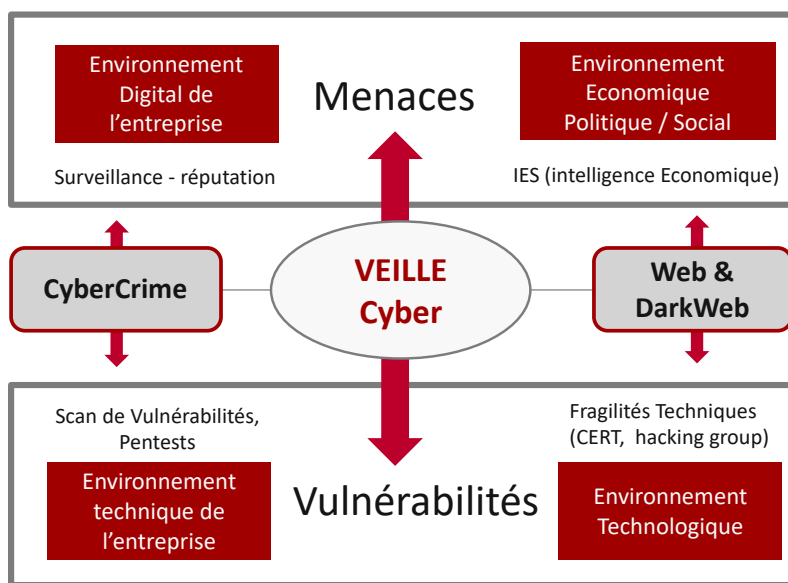 Environnement
Digital de
l'entreprise
Menaces
Environnement
Economique
Politique / Social
Surveillance - réputation
IES (intelligence Economique)
CyberCrime
VEILLE
Cyber
Web &
DarkWeb
Scan de Vulnérabilités,
Pentests
Fragilités Techniques
(CERT,  hacking group)
Environnement
technique de
l'entreprise
Vulnérabilités
Environnement
Technologique